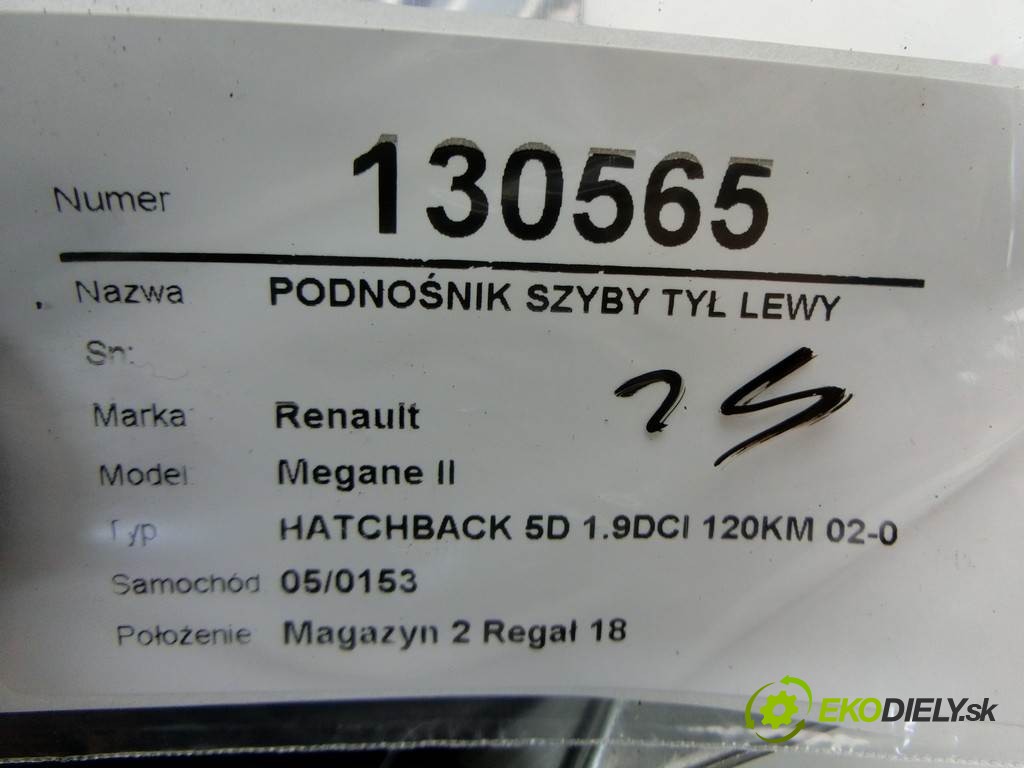 Numer 130565
Nazwa PODNOŚNIK SZYBY TYŁ LEWY
Sn:
Marka Renault
Model Megane II
Typ HATCHBACK 5D 1.9DCI 120KM 02-0
Samochód 05/0153
Położenie Magazyn 2 Regał 18
EKODIELY.sk